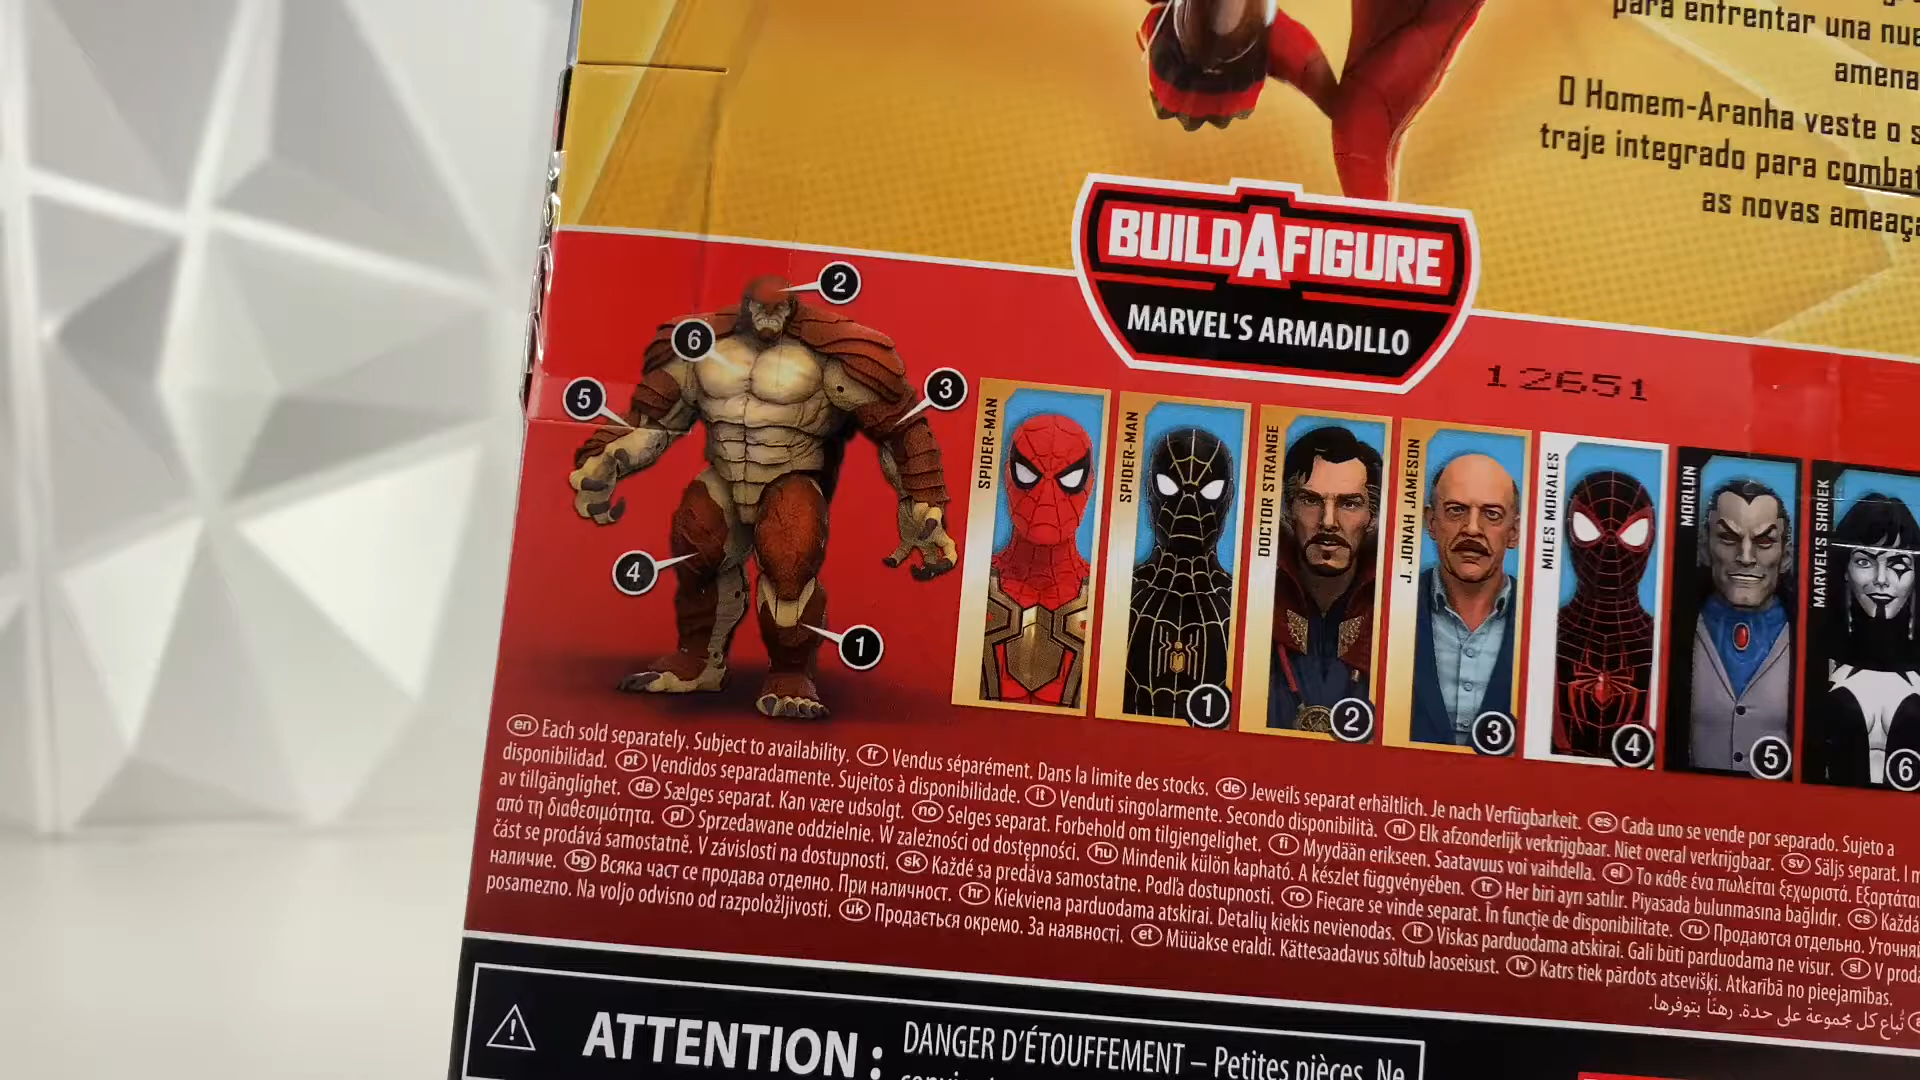 para enfrentar una nue
amena
O Homem-Aranha veste o s
traje integrado para combat
as novas ameaç
BUILDAFIGURE
MARVEL'S ARMADILLO
12651
2
6
5
3
4
1
SPIDER-MAN
SPIDER-MAN
1
DOCTOR STRANGE
2
J. JONAH JAMESON
3
MILES MORALES
4
MORLUN
5
MARVEL'S SHRIEK
6
en Each sold separately. Subject to availability. fr Vendus séparément. Dans la limite des stocks. de Jeweils separat erhältlich. Je nach Verfügbarkeit. es Cada uno se vende por separado. Sujeto a
disponibilidad. pt Vendidos separadamente. Sujeitos à disponibilidade. it Venduti singolarmente. Secondo disponibilità. nl Elk afzonderlijk verkrijgbaar. Niet overal verkrijgbaar. sv Säljs separat. I m
av tillgänglighet. da Sælges separat. Kan være udsolgt. no Selges separat. Forbehold om tilgjengelighet. fi Myydään erikseen. Saatavuus voi vaihdella. el Το κάθε ένα πωλείται ξεχωριστά. Εξαρτάται
από τη διαθεσιμότητα. pl Sprzedawane oddzielnie. W zależności od dostępności. hu Mindenik külön kapható. A készlet függvényében. tr Her biri ayrı satılır. Piyasada bulunmasına bağlıdır. cs Každá
část se prodává samostatně. V závislosti na dostupnosti. sk Každé sa predáva samostatne. Podľa dostupnosti. ro Fiecare se vinde separat. În funcție de disponibilitate. ru Продаются отдельно. Уточняй
наличие. bg Всяка част се продава отделно. При наличност. hr Kiekviena parduodama atskirai. Detalių kiekis nevienodas. lt Viskas parduodama atskirai. Gali būti parduodama ne visur. sl V proda
posamezno. Na voljo odvisno od razpoložljivosti. uk Продається окремо. За наявності. et Müüakse eraldi. Kättesaadavus sõltub laoseisust. lv Katrs tiek pārdots atsevišķi. Atkarībā no pieejamības.
تُباع كل مجموعة على حدة. رهنًا بتوفرها.
ATTENTION : DANGER D'ÉTOUFFEMENT – Petites pièces. Ne